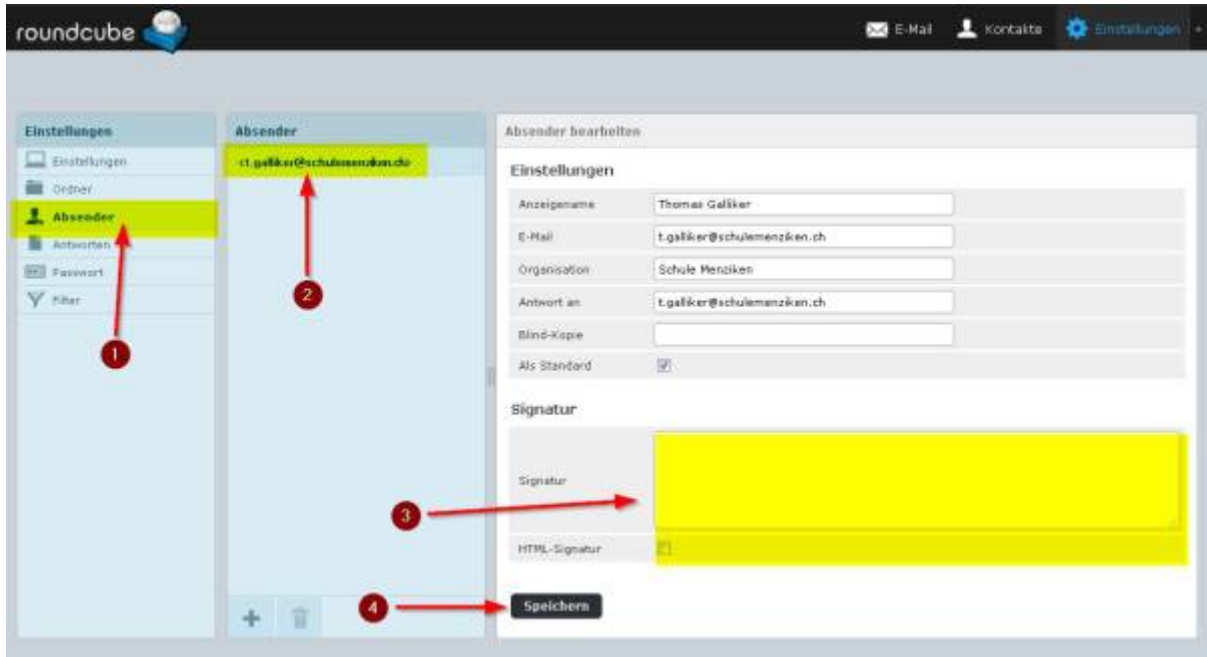 roundcube
E-Mail Kontakte Einstellungen
Einstellungen
Einstellungen
Ordner
Absender
Antworten
Passwort
Filter
1
Absender
<t.galliker@schulemenziken.ch>
2
Absender bearbeiten
Einstellungen
Anzeigename Thomas Galliker
E-Mail t.galliker@schulemenziken.ch
Organisation Schule Menziken
Antwort an t.galliker@schulemenziken.ch
Blind-Kopie
Als Standard
Signatur
Signatur
3
HTML-Signatur
4
Speichern